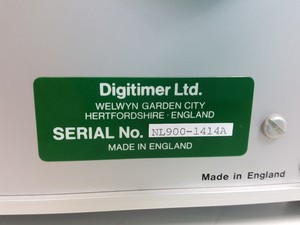 Digitimer Ltd.
WELWYN GARDEN CITY
HERTFORDSHIRE · ENGLAND
SERIAL No. NL900-1414A
MADE IN ENGLAND
Made in England